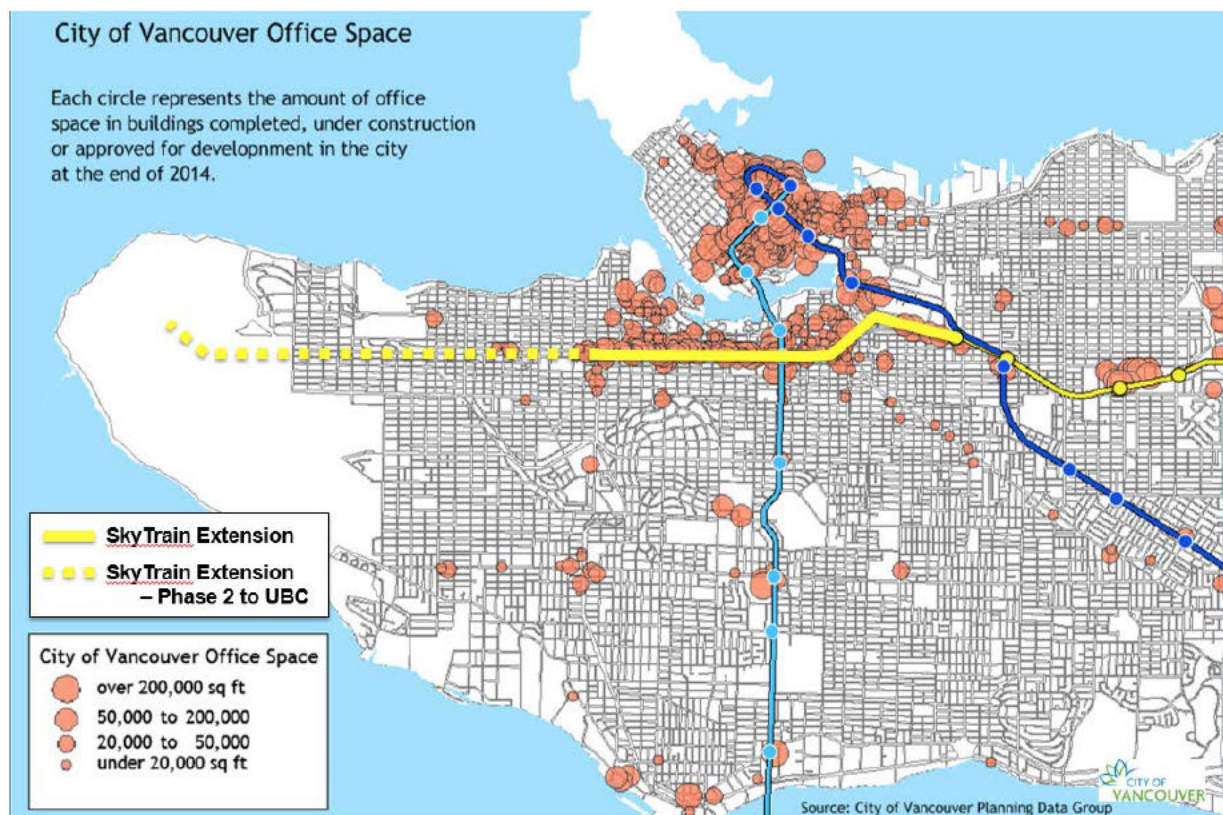 City of Vancouver Office Space
Each circle represents the amount of office
space in buildings completed, under construction
or approved for developnment in the city
at the end of 2014.
SkyTrain Extension
SkyTrain Extension
– Phase 2 to UBC
City of Vancouver Office Space
over 200,000 sq ft
50,000 to 200,000
20,000 to 50,000
under 20,000 sq ft
CITY OF
VANCOUVER
Source: City of Vancouver Planning Data Group